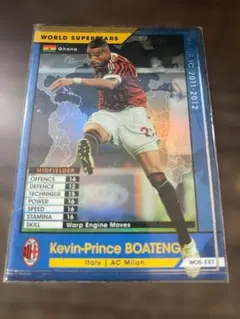 WORLD SUPERSTARS
Ghana
2011-2012
MIDFIELDER
OFFENCE 16
DEFENCE 12
TECHNIQUE 15
POWER 16
SPEED 16
STAMINA 16
SKILL Warp Engine Moves
Kevin-Prince BOATENG
Italy | AC Milan